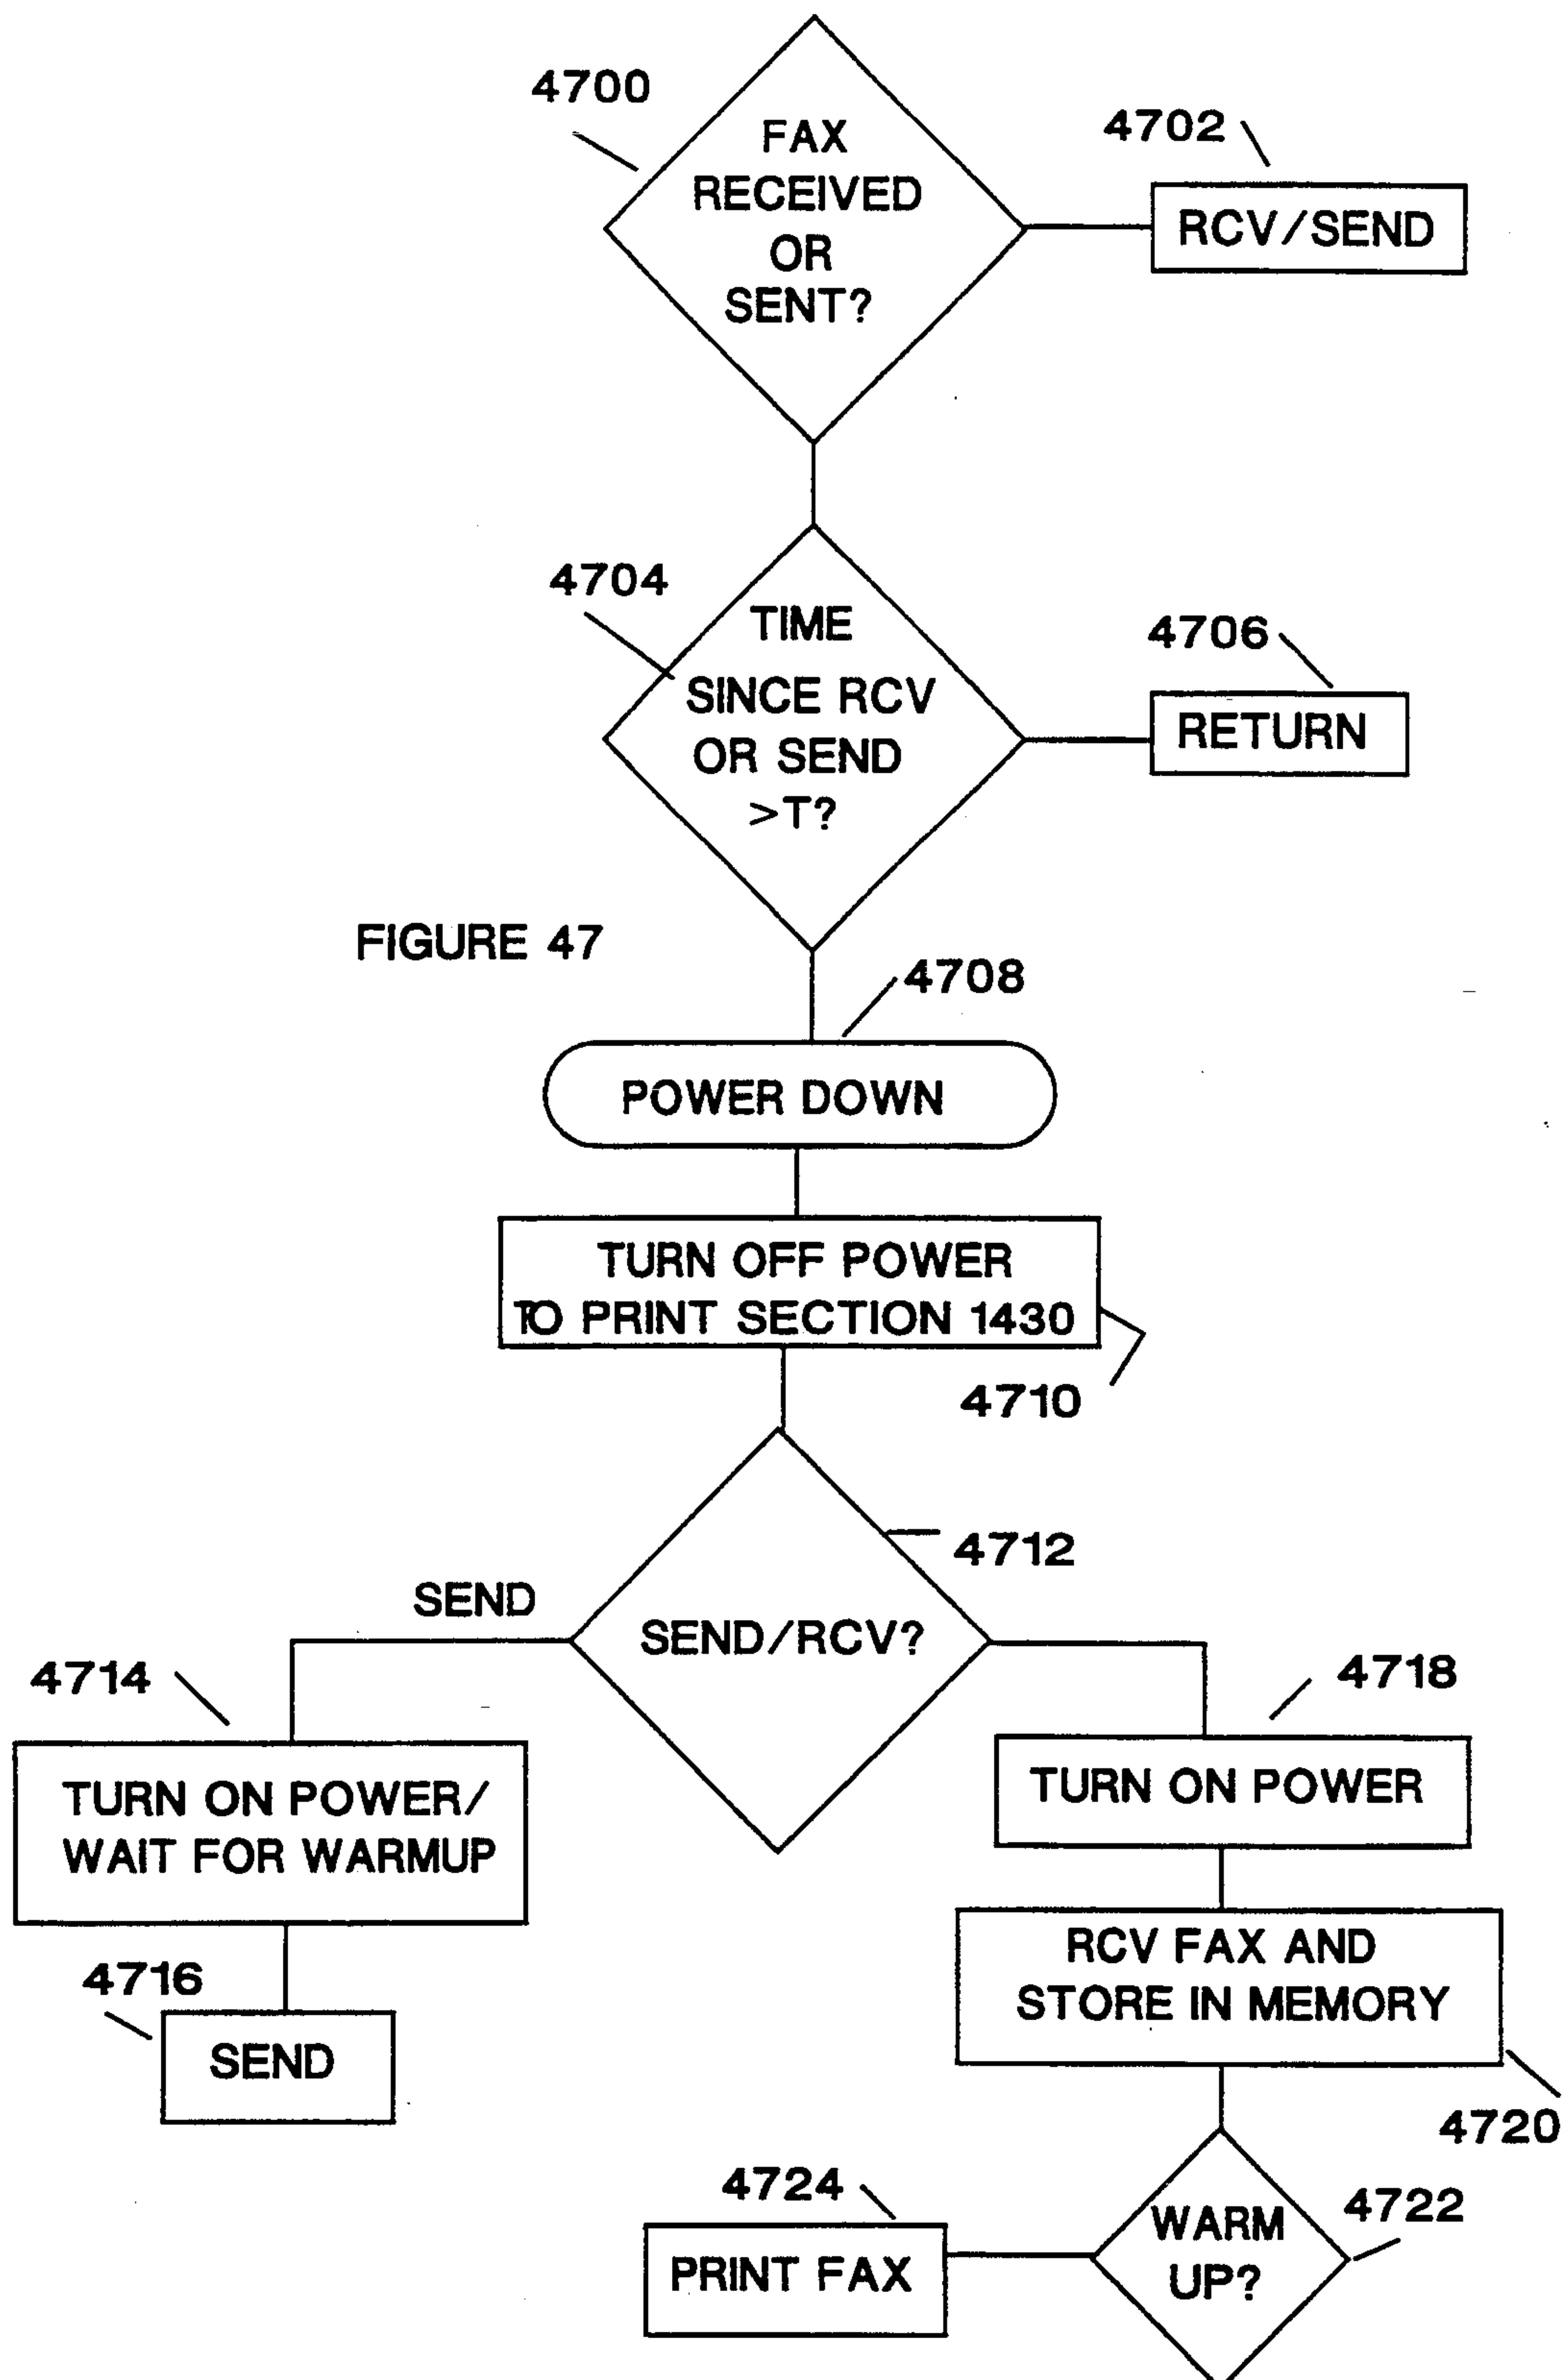 4700
FAX
RECEIVED
OR
SENT?
4702
RCV/SEND
4704
TIME
SINCE RCV
OR SEND
>T?
4706
RETURN
FIGURE 47
4708
POWER DOWN
TURN OFF POWER
TO PRINT SECTION 1430
4710
4712
SEND/RCV?
SEND
4714
TURN ON POWER/
WAIT FOR WARMUP
4716
SEND
4718
TURN ON POWER
RCV FAX AND
STORE IN MEMORY
4720
4722
WARM
UP?
4724
PRINT FAX